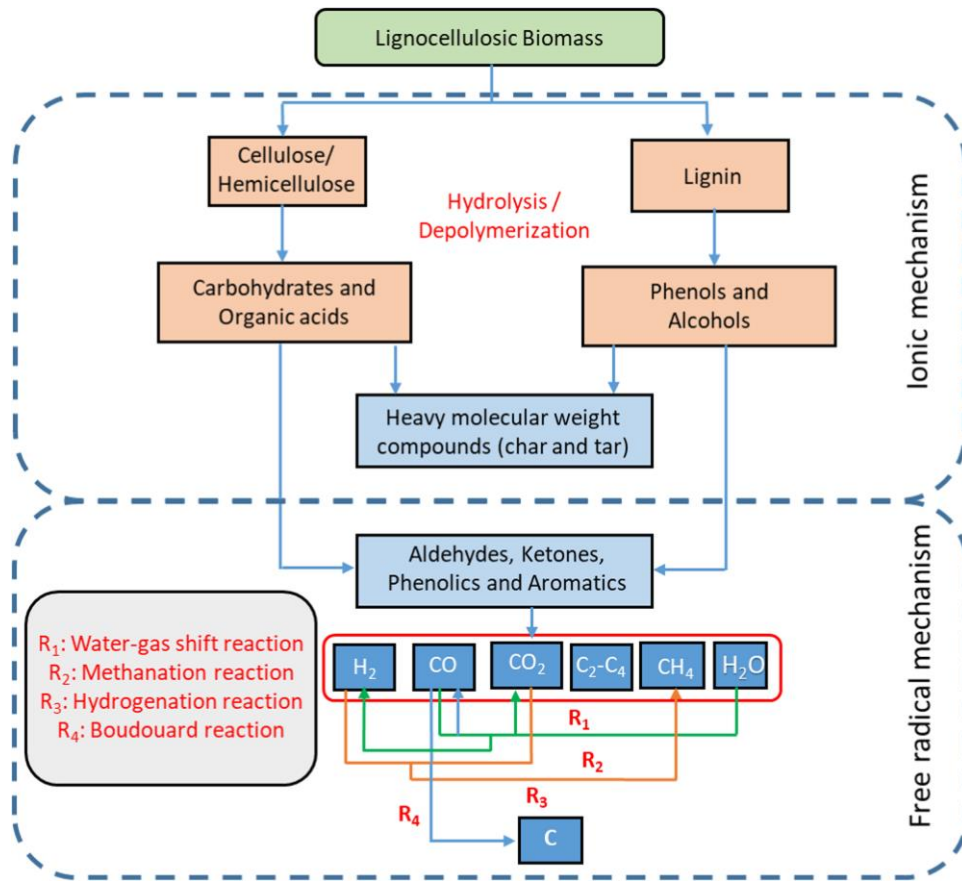 Lignocellulosic Biomass
Cellulose/
Hemicellulose
Lignin
Hydrolysis /
Depolymerization
Carbohydrates and
Organic acids
Phenols and
Alcohols
Heavy molecular weight
compounds (char and tar)
Ionic mechanism
Aldehydes, Ketones,
Phenolics and Aromatics
R₁: Water-gas shift reaction
R₂: Methanation reaction
R₃: Hydrogenation reaction
R₄: Boudouard reaction
H₂ CO CO₂ C₂-C₄ CH₄ H₂O
R₁
R₂
R₃
R₄
C
Free radical mechanism